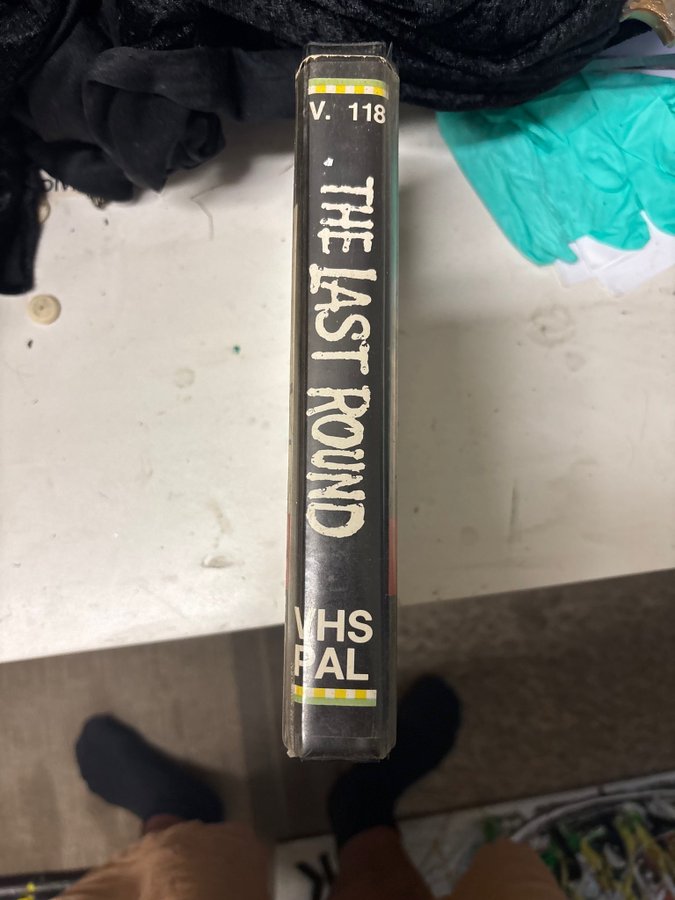 V. 118
THE LAST ROUND
VHS
PAL